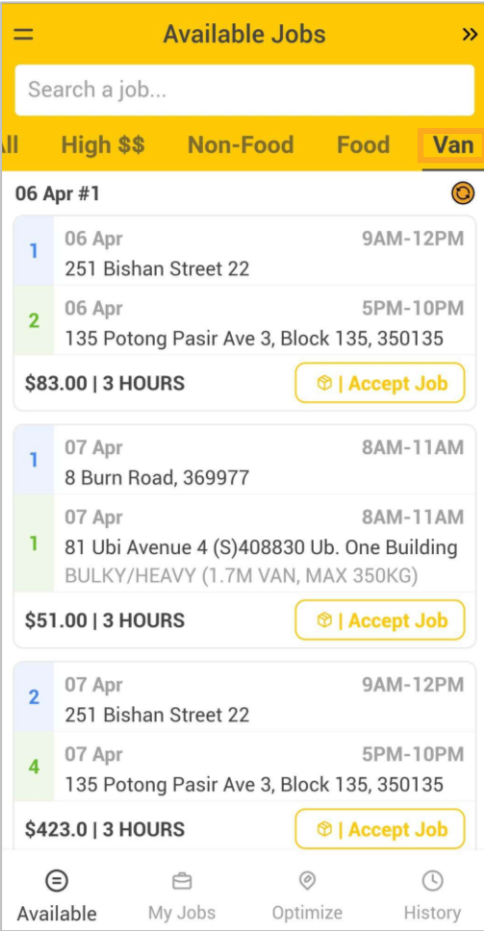 Available Jobs
Search a job...
ll High $$ Non-Food Food Van
06 Apr #1
1 06 Apr 9AM-12PM
251 Bishan Street 22
2 06 Apr 5PM-10PM
135 Potong Pasir Ave 3, Block 135, 350135
$83.00 | 3 HOURS | Accept Job
1 07 Apr 8AM-11AM
8 Burn Road, 369977
1 07 Apr 8AM-11AM
81 Ubi Avenue 4 (S)408830 Ub. One Building
BULKY/HEAVY (1.7M VAN, MAX 350KG)
$51.00 | 3 HOURS | Accept Job
2 07 Apr 9AM-12PM
251 Bishan Street 22
4 07 Apr 5PM-10PM
135 Potong Pasir Ave 3, Block 135, 350135
$423.0 | 3 HOURS | Accept Job
Available My Jobs Optimize History